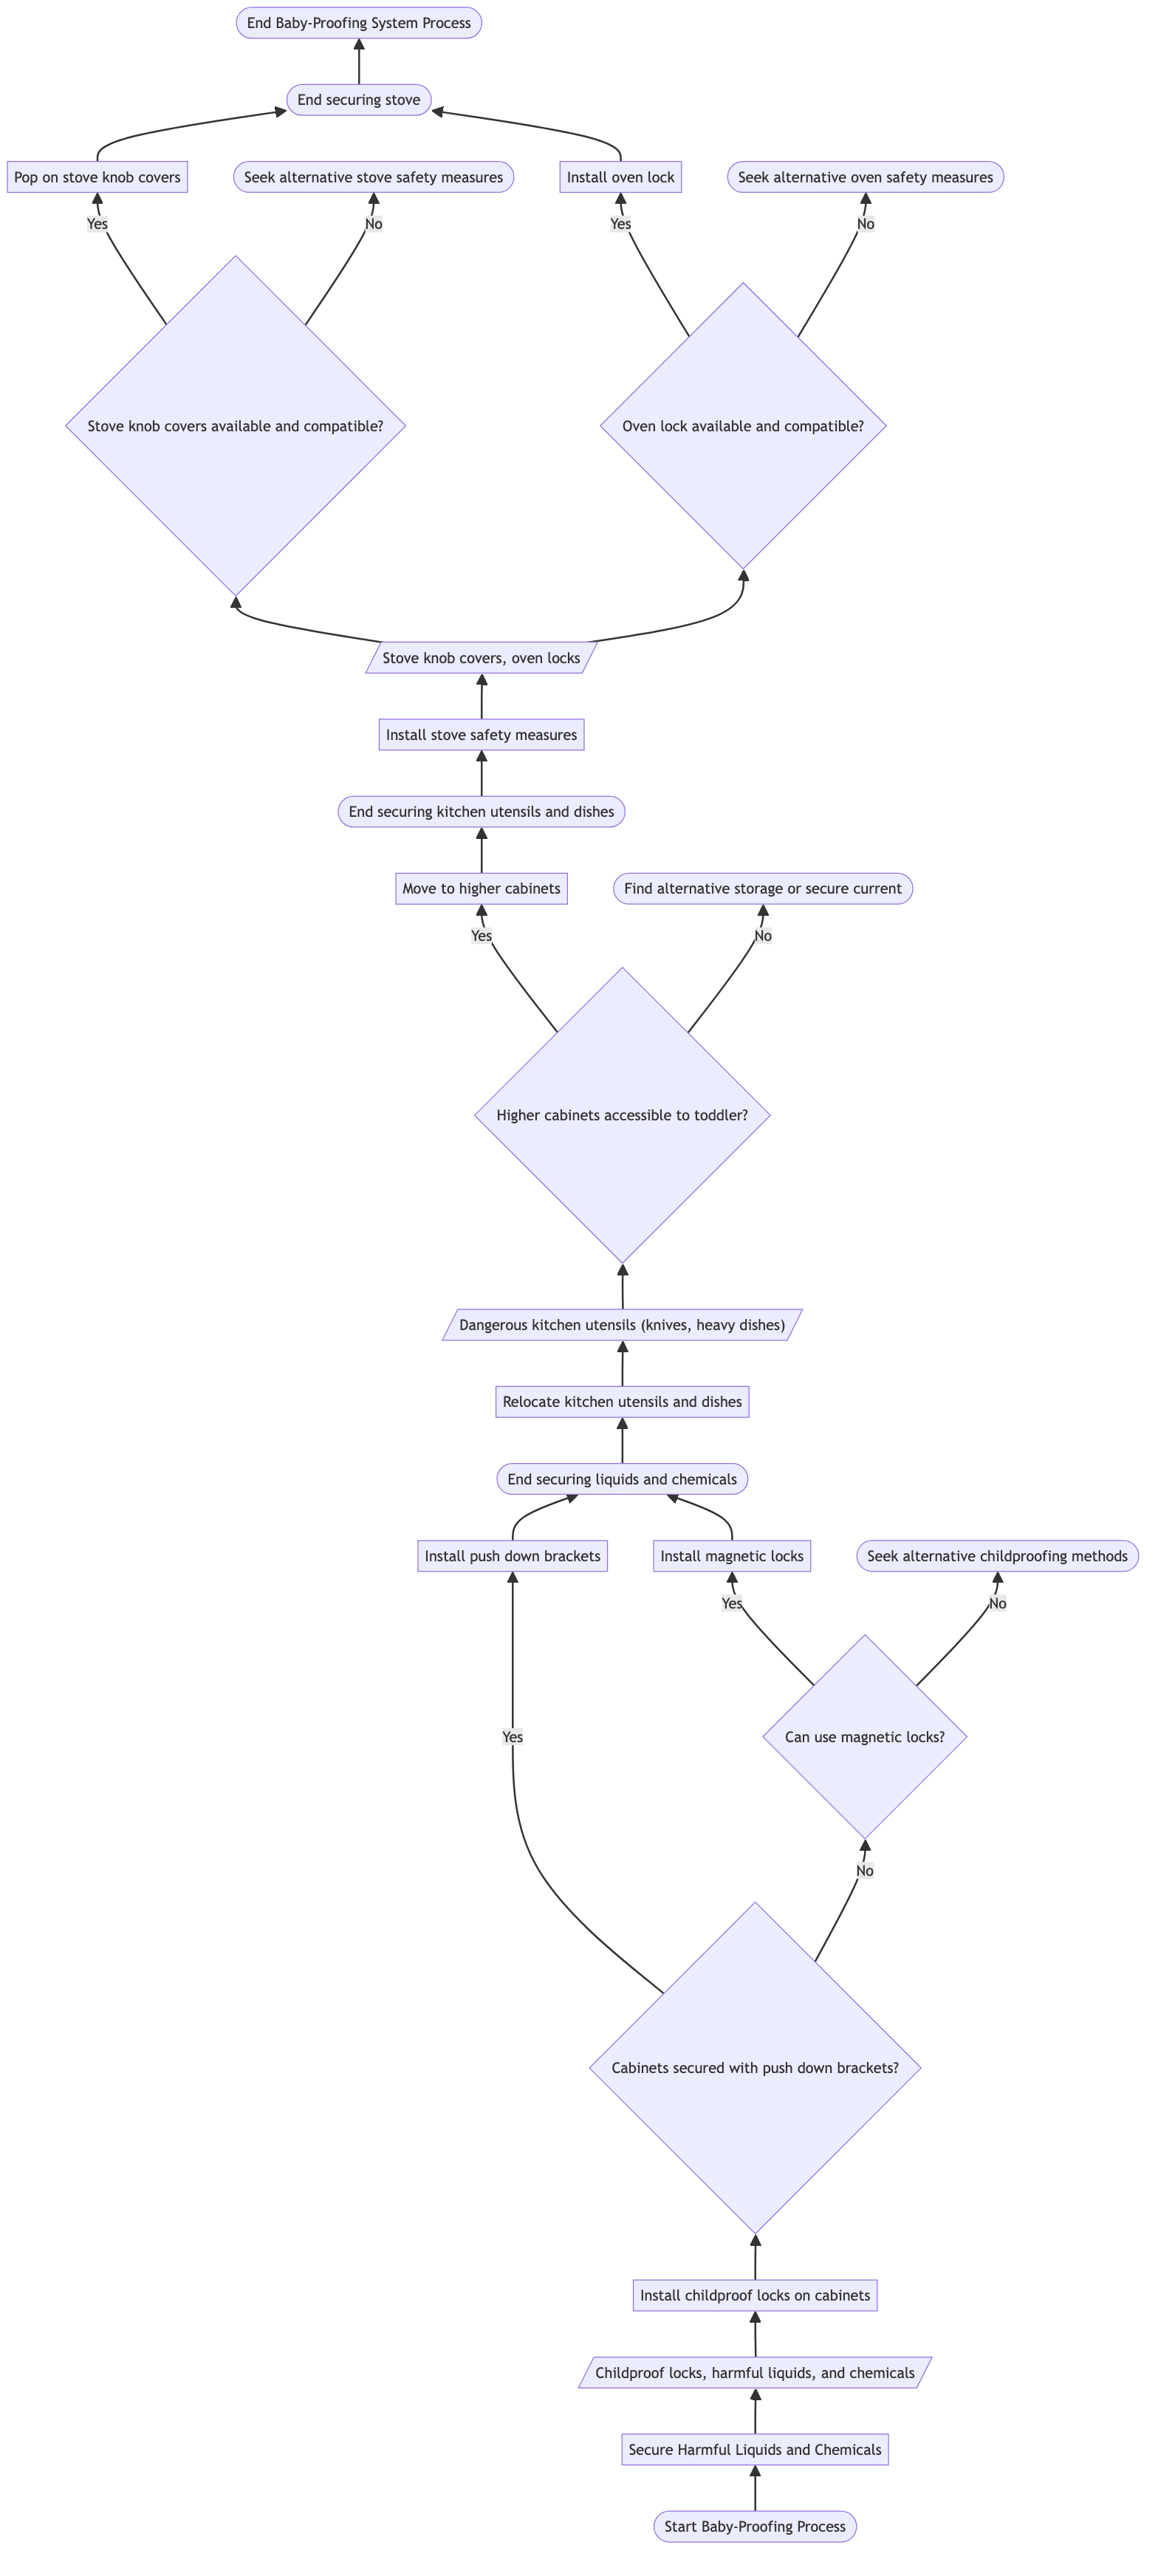 End Baby-Proofing System Process
End securing stove
Pop on stove knob covers
Seek alternative stove safety measures
Install oven lock
Seek alternative oven safety measures
Yes
No
Yes
No
Stove knob covers available and compatible?
Oven lock available and compatible?
Stove knob covers, oven locks
Install stove safety measures
End securing kitchen utensils and dishes
Move to higher cabinets
Find alternative storage or secure current
Yes
No
Higher cabinets accessible to toddler?
Dangerous kitchen utensils (knives, heavy dishes)
Relocate kitchen utensils and dishes
End securing liquids and chemicals
Install push down brackets
Install magnetic locks
Seek alternative childproofing methods
Yes
No
Yes
Can use magnetic locks?
No
Cabinets secured with push down brackets?
Install childproof locks on cabinets
Childproof locks, harmful liquids, and chemicals
Secure Harmful Liquids and Chemicals
Start Baby-Proofing Process